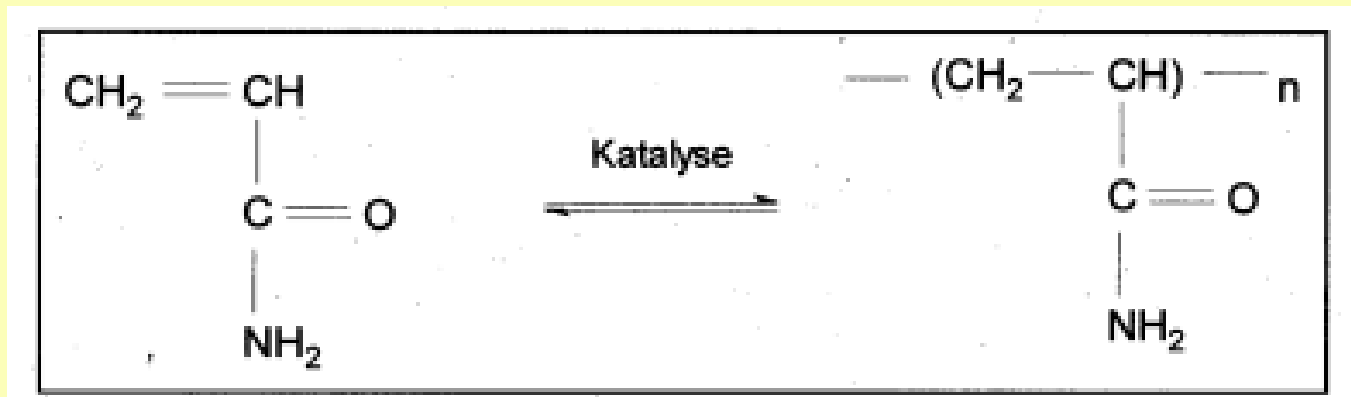 CH₂ CH (CH₂ CH) n
Katalyse
C O C O
NH₂ NH₂